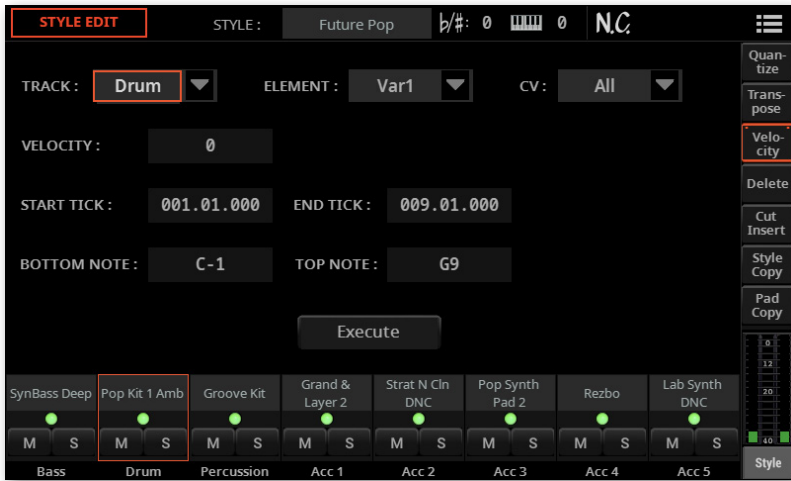 STYLE EDIT STYLE : Future Pop ♭/#: 0 0 N.C.
TRACK : Drum ELEMENT : Var1 CV : All
VELOCITY : 0
START TICK : 001.01.000 END TICK : 009.01.000
BOTTOM NOTE : C-1 TOP NOTE : G9
Execute
Quan-
tize
Trans-
pose
Velo-
city
Delete
Cut
Insert
Style
Copy
Pad
Copy
0
12
20
40
Style
SynBass Deep Pop Kit 1 Amb Groove Kit Grand & Strat N Cln Pop Synth Rezbo Lab Synth
Layer 2 DNC Pad 2 DNC
M S M S M S M S M S M S M S M S
Bass Drum Percussion Acc 1 Acc 2 Acc 3 Acc 4 Acc 5